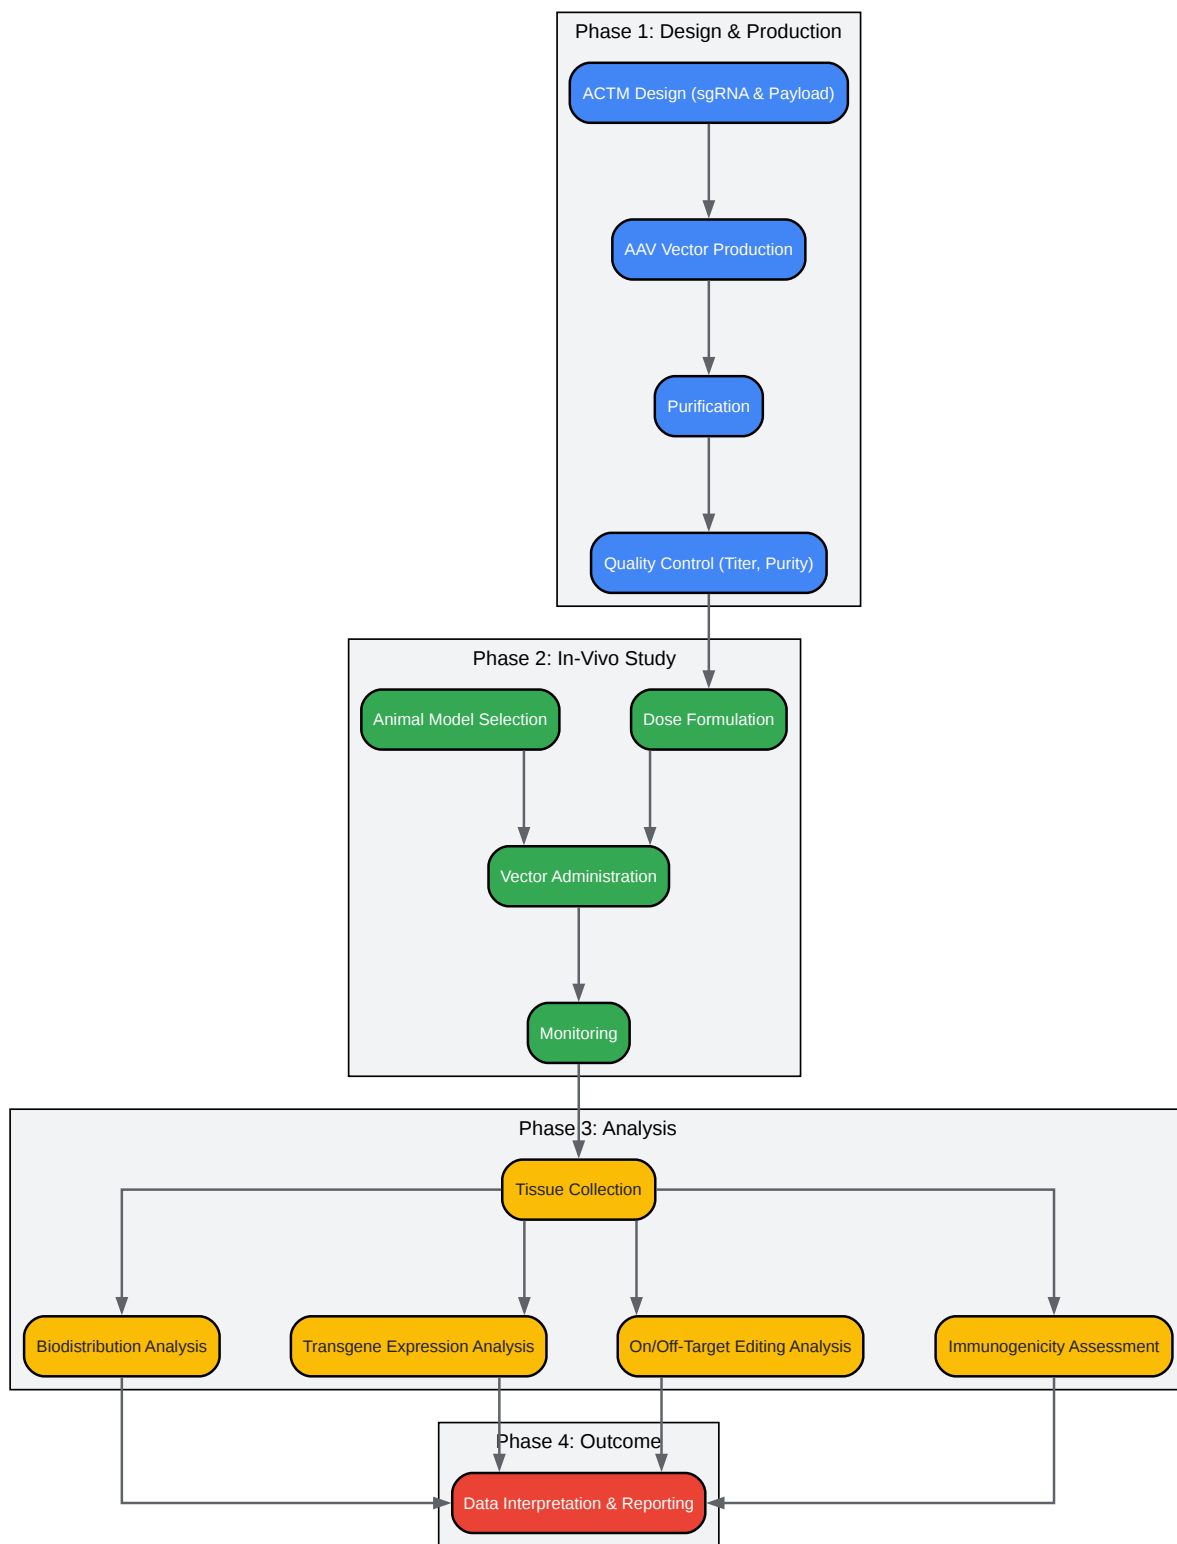 Phase 1: Design & Production
ACTM Design (sgRNA & Payload)
AAV Vector Production
Purification
Quality Control (Titer, Purity)
Phase 2: In-Vivo Study
Animal Model Selection
Dose Formulation
Vector Administration
Monitoring
Phase 3: Analysis
Tissue Collection
Biodistribution Analysis
Transgene Expression Analysis
On/Off-Target Editing Analysis
Immunogenicity Assessment
Phase 4: Outcome
Data Interpretation & Reporting